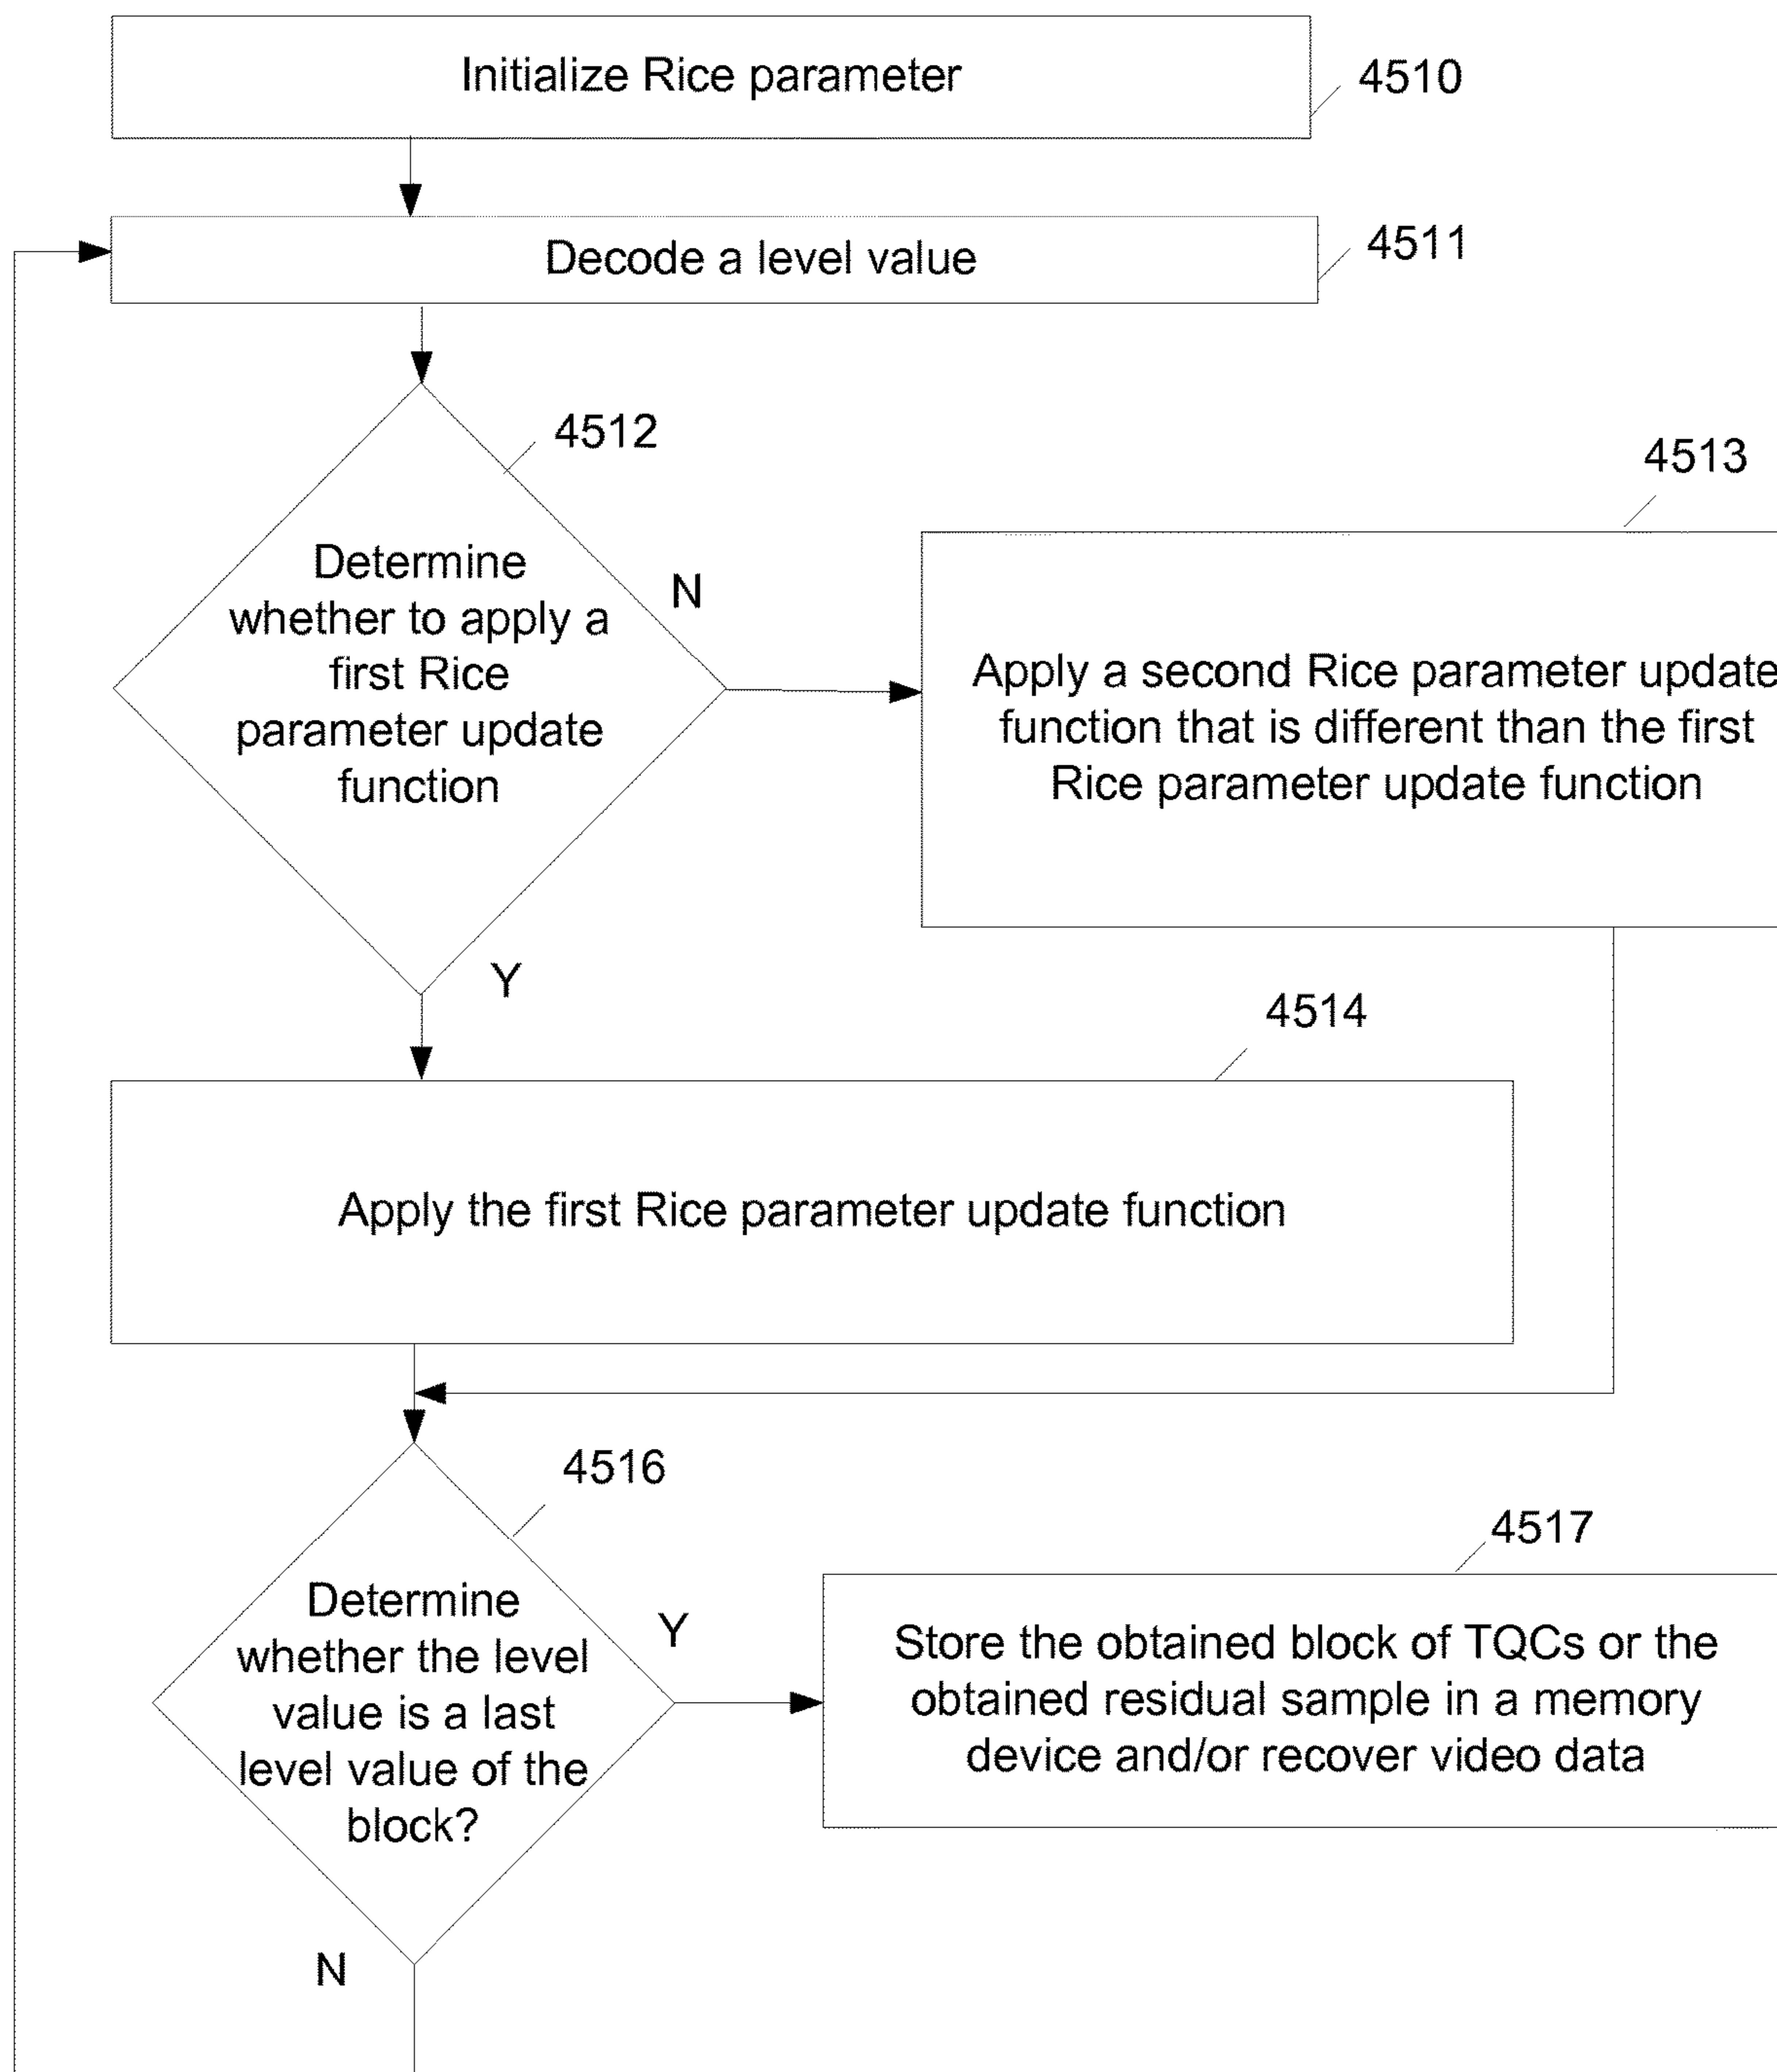 Initialize Rice parameter
4510
Decode a level value
4511
4512
Determine
whether to apply a
first Rice
parameter update
function
N
Y
4513
Apply a second Rice parameter update
function that is different than the first
Rice parameter update function
4514
Apply the first Rice parameter update function
4516
Determine
whether the level
value is a last
level value of the
block?
Y
N
4517
Store the obtained block of TQCs or the
obtained residual sample in a memory
device and/or recover video data